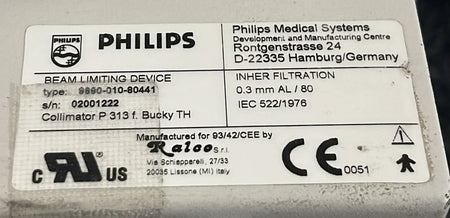 PHILIPS
PHILIPS
Philips Medical Systems
Development and Manufacturing Centre
Rontgenstrasse 24
D-22335 Hamburg/Germany
BEAM LIMITING DEVICE
type: 9890-010-80441
s/n: 02001222
Collimator P 313 f. Bucky TH
INHER FILTRATION
0.3 mm AL / 80
IEC 522/1976
Manufactured for 93/42/CEE by
Ralco S.r.l.
Via Schiapparelli, 27/33
20035 Lissone (MI) Italy
C RU US
CE 0051